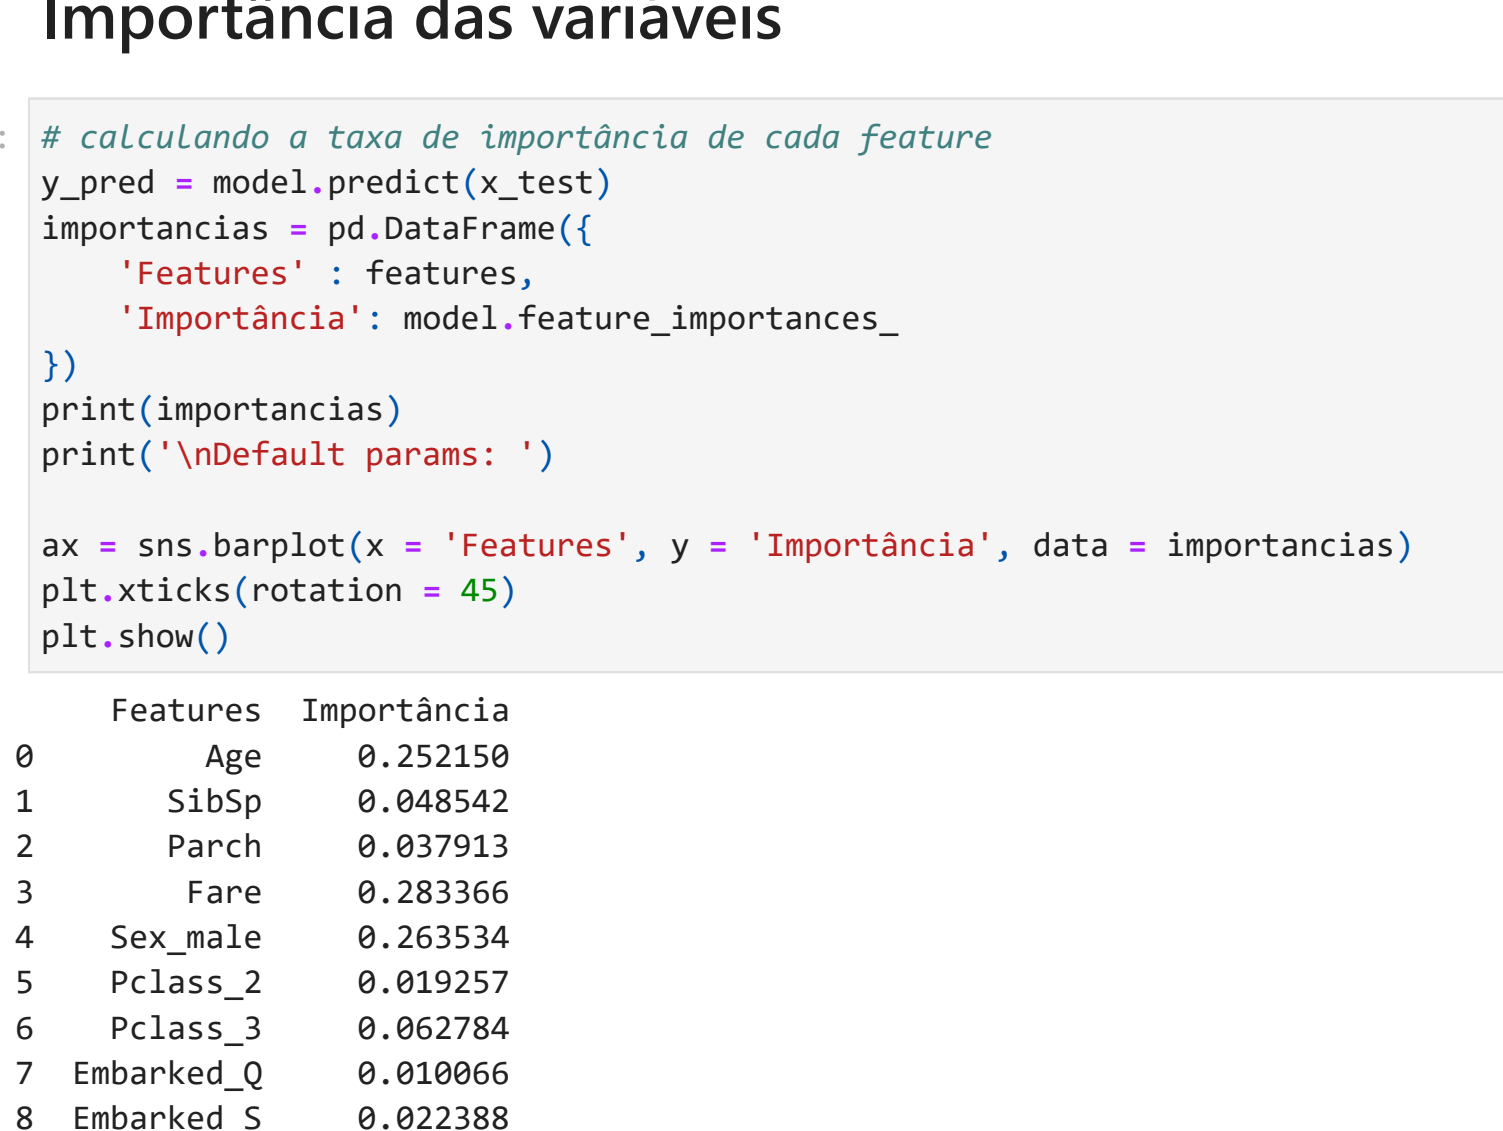 Importância das variáveis
:
# calculando a taxa de importância de cada feature
y_pred = model.predict(x_test)
importancias = pd.DataFrame({
    'Features' : features,
    'Importância': model.feature_importances_
})
print(importancias)
print('\nDefault params: ')
ax = sns.barplot(x = 'Features', y = 'Importância', data = importancias)
plt.xticks(rotation = 45)
plt.show()
     Features  Importância
0         Age     0.252150
1       SibSp     0.048542
2       Parch     0.037913
3        Fare     0.283366
4    Sex_male     0.263534
5    Pclass_2     0.019257
6    Pclass_3     0.062784
7  Embarked_Q     0.010066
8  Embarked_S     0.022388